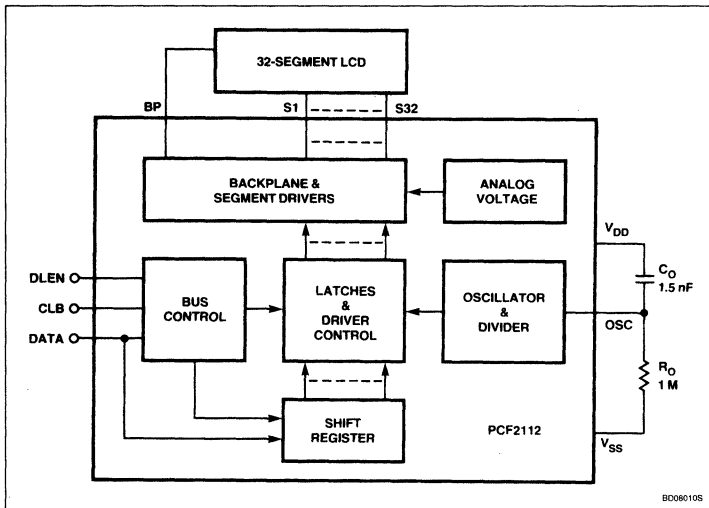 32-SEGMENT LCD
BP
S1
S32
BACKPLANE &
SEGMENT DRIVERS
ANALOG
VOLTAGE
VDD
DLEN
CLB
DATA
BUS
CONTROL
LATCHES
&
DRIVER
CONTROL
OSCILLATOR
&
DIVIDER
OSC
CO
1.5 nF
RO
1 M
SHIFT
REGISTER
PCF2112
VSS
BD08010S